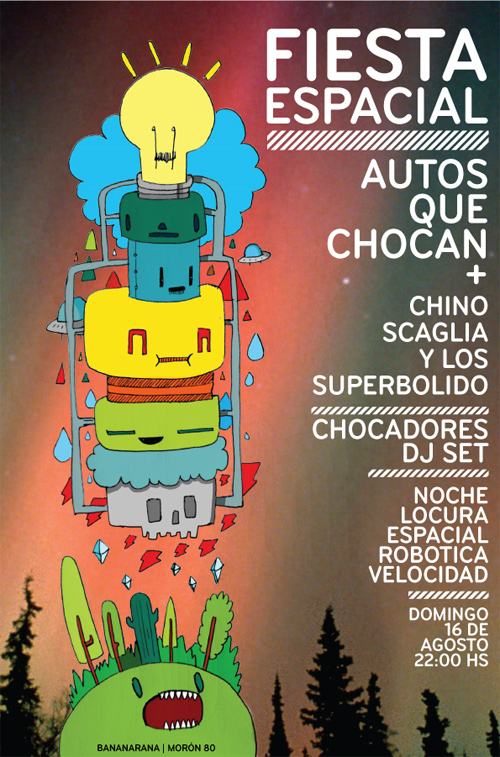 FIESTA
ESPACIAL
AUTOS
QUE
CHOCAN
+
CHINO
SCAGLIA
Y LOS
SUPERBOLIDO
CHOCADORES
DJ SET
NOCHE
LOCURA
ESPACIAL
ROBOTICA
VELOCIDAD
DOMINGO
16 DE
AGOSTO
22:00 HS
BANANARANA | MORÓN 80